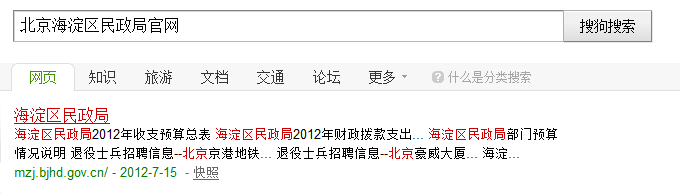 北京海淀区民政局官网 搜狗搜索
网页 知识 旅游 文档 交通 论坛 更多 什么是分类搜索
海淀区民政局
海淀区民政局2012年收支预算总表 海淀区民政局2012年财政拨款支出... 海淀区民政局部门预算
情况说明 退役士兵招聘信息--北京京港地铁... 退役士兵招聘信息--北京豪威大厦... 海淀...
mzj.bjhd.gov.cn/ - 2012-7-15 - 快照